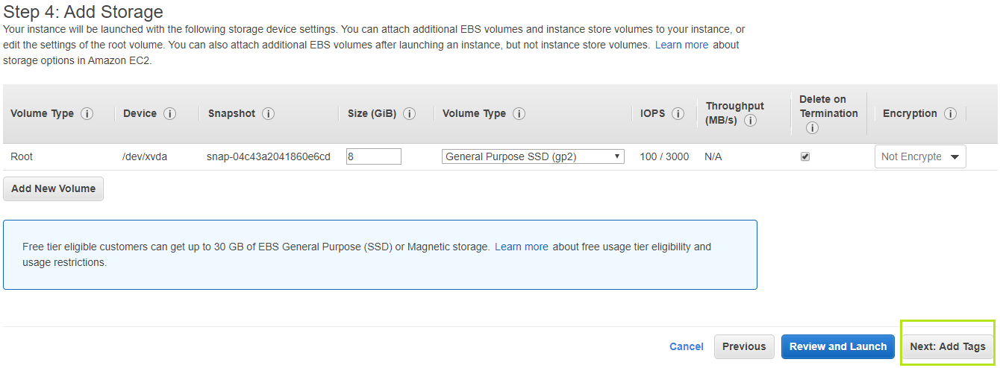 Step 4: Add Storage
Your instance will be launched with the following storage device settings. You can attach additional EBS volumes and instance store volumes to your instance, or
edit the settings of the root volume. You can also attach additional EBS volumes after launching an instance, but not instance store volumes. Learn more about
storage options in Amazon EC2.
Volume Type i Device i Snapshot i Size (GiB) i Volume Type i IOPS i Throughput (MB/s) i Delete on Termination i Encryption i
Root /dev/xvda snap-04c43a2041860e6cd 8 General Purpose SSD (gp2) 100 / 3000 N/A Not Encrypte
Add New Volume
Free tier eligible customers can get up to 30 GB of EBS General Purpose (SSD) or Magnetic storage. Learn more about free usage tier eligibility and
usage restrictions.
Cancel Previous Review and Launch Next: Add Tags